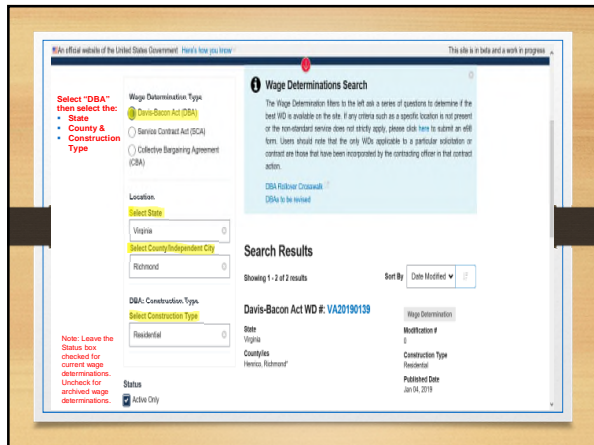 An official website of the United States Government Here's how you know
This site is in beta and a work in progress
Select "DBA"
then select the:
• State
• County &
• Construction
Type
Note: Leave the
Status box
checked for
current wage
determinations.
Uncheck for
archived wage
determinations.
Wage Determination Type
Davis-Bacon Act (DBA)
Service Contract Act (SCA)
Collective Bargaining Agreement
(CBA)
Location
Select State
Virginia
Select County/Independent City
Richmond
DBA: Construction Type
Select Construction Type
Residential
Status
Active Only
Wage Determinations Search
The Wage Determination filters to the left ask a series of questions to determine if the
best WD is available on the site. If any criteria such as a specific location is not present
or the non-standard service does not strictly apply, please click here to submit an e98
form. Users should note that the only WDs applicable to a particular solicitation or
contract are those that have been incorporated by the contracting officer in that contract
action.
DBA Rollover Crosswalk
DBAs to be revised
Search Results
Showing 1 - 2 of 2 results
Sort By Date Modified
Davis-Bacon Act WD #: VA20190139
State
Virginia
County/ies
Henrico, Richmond*
Wage Determination
Modification #
0
Construction Type
Residential
Published Date
Jan 04, 2019